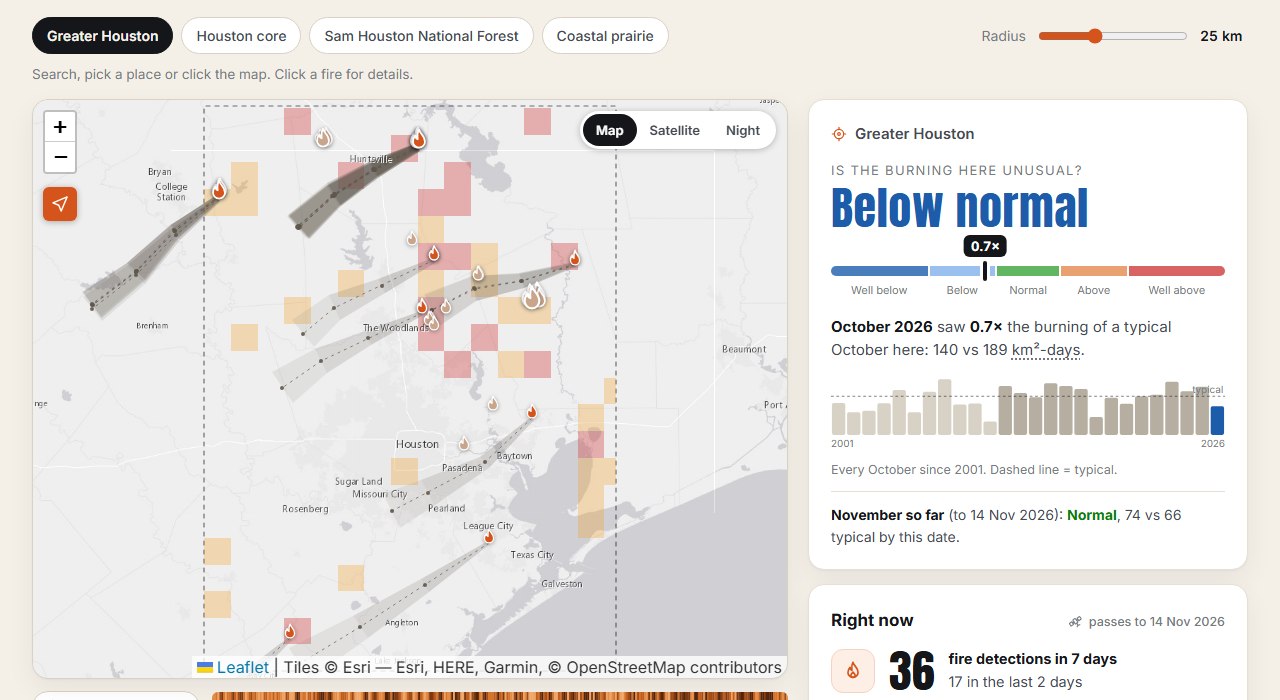 Greater Houston
Houston core
Sam Houston National Forest
Coastal prairie
Radius
25 km
Search, pick a place or click the map. Click a fire for details.
+
−
Map
Satellite
Night
Huntsville
Bryan
College
Station
Brenham
The Woodlands
Beaumont
Port
Houston
Baytown
Pasadena
Sugar Land
Missouri City
Rosenberg
Pearland
League City
Texas City
Galveston
Angleton
Leaflet | Tiles © Esri — Esri, HERE, Garmin, © OpenStreetMap contributors
Greater Houston
IS THE BURNING HERE UNUSUAL?
Below normal
0.7×
Well below
Below
Normal
Above
Well above
October 2026 saw 0.7× the burning of a typical
October here: 140 vs 189 km²-days.
typical
2001
2026
Every October since 2001. Dashed line = typical.
November so far (to 14 Nov 2026): Normal, 74 vs 66
typical by this date.
Right now
passes to 14 Nov 2026
36
fire detections in 7 days
17 in the last 2 days